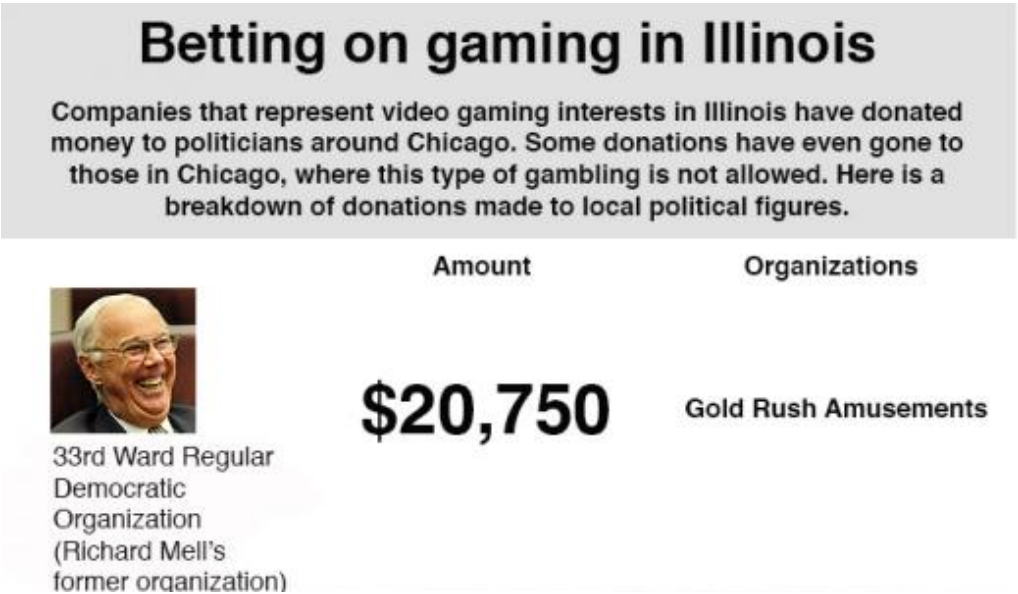 Betting on gaming in Illinois
Companies that represent video gaming interests in Illinois have donated
money to politicians around Chicago. Some donations have even gone to
those in Chicago, where this type of gambling is not allowed. Here is a
breakdown of donations made to local political figures.
Amount
Organizations
$20,750
Gold Rush Amusements
33rd Ward Regular
Democratic
Organization
(Richard Mell's
former organization)